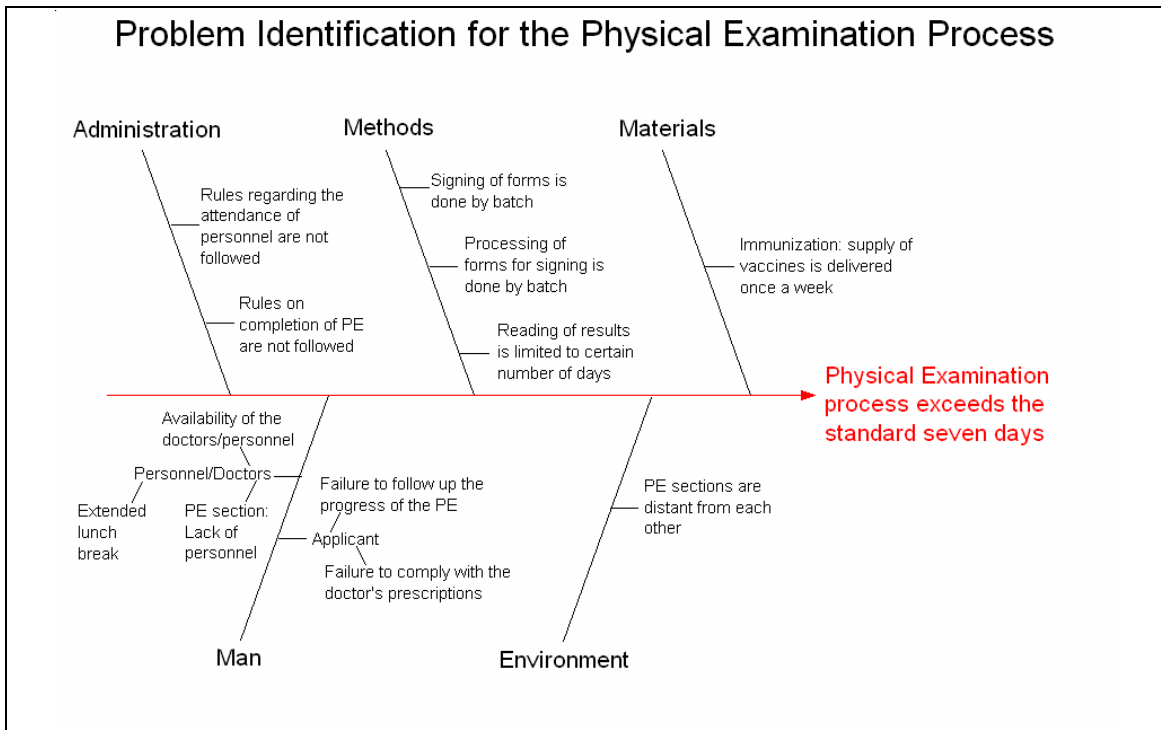 Problem Identification for the Physical Examination Process
Administration
Methods
Materials
Rules regarding the
attendance of
personnel are not
followed
Rules on
completion of PE
are not followed
Signing of forms is
done by batch
Processing of
forms for signing is
done by batch
Reading of results
is limited to certain
number of days
Immunization: supply of
vaccines is delivered
once a week
Physical Examination
process exceeds the
standard seven days
Availability of the
doctors/personnel
Personnel/Doctors
Extended
lunch
break
PE section:
Lack of
personnel
Failure to follow up the
progress of the PE
Applicant
Failure to comply with the
doctor's prescriptions
PE sections are
distant from each
other
Man
Environment